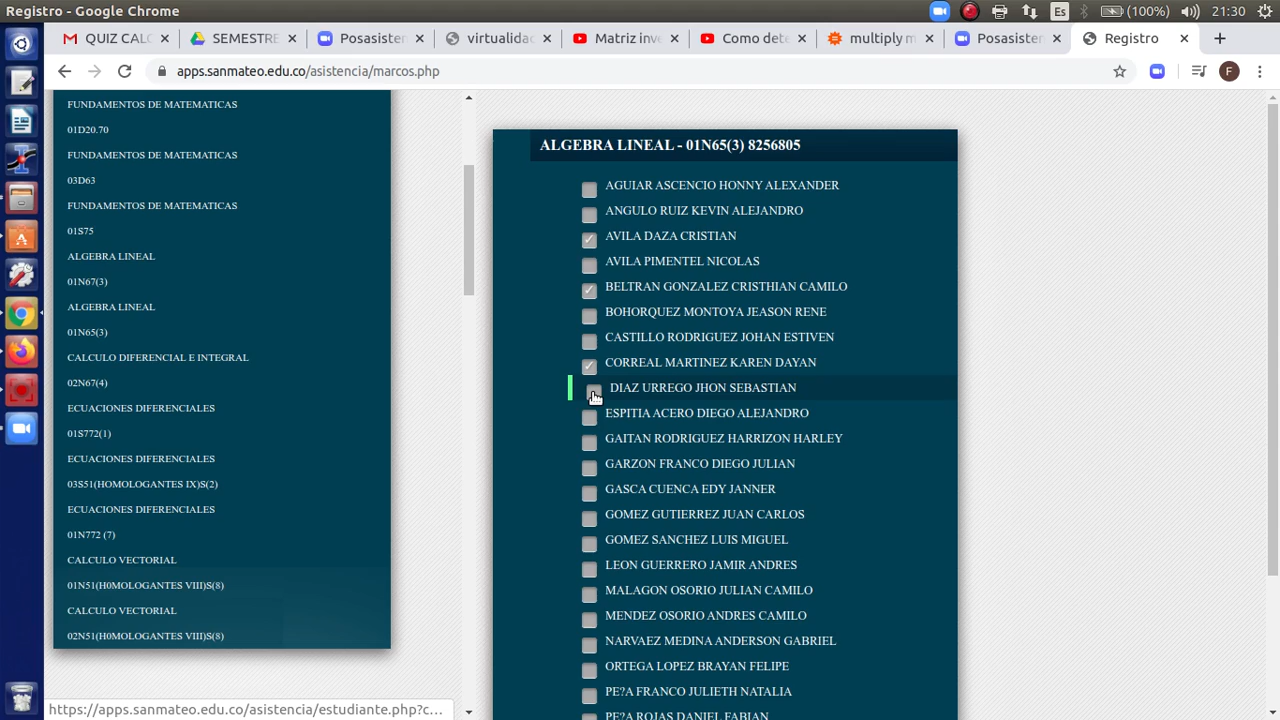 Registro - Google Chrome
Es
(100%)
21:30
QUIZ CALC
SEMESTRE
Posasisten
virtualidad
Matriz inve
Como dete
multiply m
Posasisten
Registro
apps.sanmateo.edu.co/asistencia/marcos.php
F
FUNDAMENTOS DE MATEMATICAS
01D20.70
FUNDAMENTOS DE MATEMATICAS
03D63
FUNDAMENTOS DE MATEMATICAS
01S75
ALGEBRA LINEAL
01N67(3)
ALGEBRA LINEAL
01N65(3)
CALCULO DIFERENCIAL E INTEGRAL
02N67(4)
ECUACIONES DIFERENCIALES
01S772(1)
ECUACIONES DIFERENCIALES
03S51(HOMOLOGANTES IX)S(2)
ECUACIONES DIFERENCIALES
01N772 (7)
CALCULO VECTORIAL
01N51(H0MOLOGANTES VIII)S(8)
CALCULO VECTORIAL
02N51(H0MOLOGANTES VIII)S(8)
ALGEBRA LINEAL - 01N65(3) 8256805
AGUIAR ASCENCIO HONNY ALEXANDER
ANGULO RUIZ KEVIN ALEJANDRO
AVILA DAZA CRISTIAN
AVILA PIMENTEL NICOLAS
BELTRAN GONZALEZ CRISTHIAN CAMILO
BOHORQUEZ MONTOYA JEASON RENE
CASTILLO RODRIGUEZ JOHAN ESTIVEN
CORREAL MARTINEZ KAREN DAYAN
DIAZ URREGO JHON SEBASTIAN
ESPITIA ACERO DIEGO ALEJANDRO
GAITAN RODRIGUEZ HARRIZON HARLEY
GARZON FRANCO DIEGO JULIAN
GASCA CUENCA EDY JANNER
GOMEZ GUTIERREZ JUAN CARLOS
GOMEZ SANCHEZ LUIS MIGUEL
LEON GUERRERO JAMIR ANDRES
MALAGON OSORIO JULIAN CAMILO
MENDEZ OSORIO ANDRES CAMILO
NARVAEZ MEDINA ANDERSON GABRIEL
ORTEGA LOPEZ BRAYAN FELIPE
PE?A FRANCO JULIETH NATALIA
PE?A ROJAS DANIEL FABIAN
https://apps.sanmateo.edu.co/asistencia/estudiante.php?c...